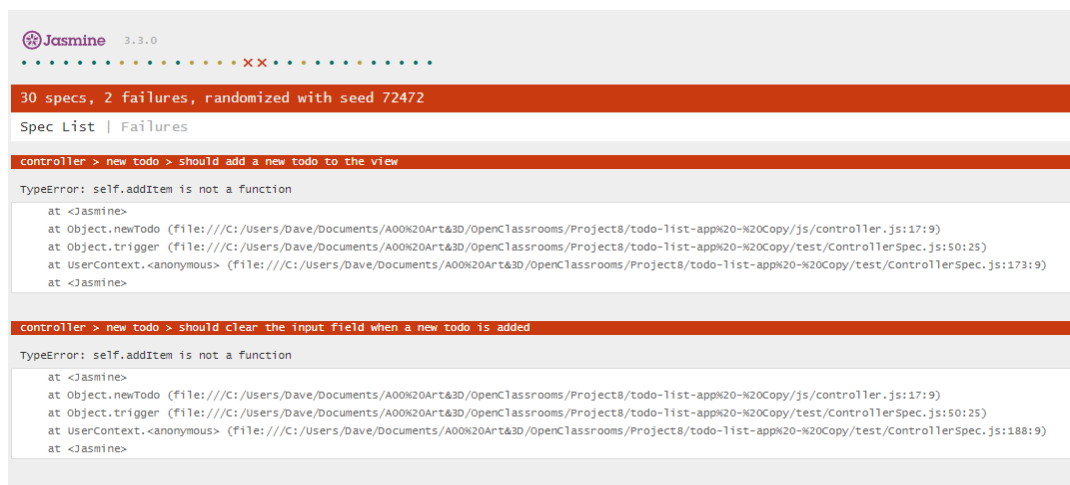 Jasmine 3.3.0
30 specs, 2 failures, randomized with seed 72472
Spec List | Failures
controller > new todo > should add a new todo to the view
TypeError: self.addItem is not a function
at <Jasmine>
at Object.newTodo (file:///C:/Users/Dave/Documents/A00%20Art&3D/OpenClassrooms/Project8/todo-list-app%20-%20Copy/js/controller.js:17:9)
at Object.trigger (file:///C:/Users/Dave/Documents/A00%20Art&3D/OpenClassrooms/Project8/todo-list-app%20-%20Copy/test/ControllerSpec.js:50:25)
at UserContext.<anonymous> (file:///C:/Users/Dave/Documents/A00%20Art&3D/OpenClassrooms/Project8/todo-list-app%20-%20Copy/test/ControllerSpec.js:173:9)
at <Jasmine>
controller > new todo > should clear the input field when a new todo is added
TypeError: self.addItem is not a function
at <Jasmine>
at Object.newTodo (file:///C:/Users/Dave/Documents/A00%20Art&3D/OpenClassrooms/Project8/todo-list-app%20-%20Copy/js/controller.js:17:9)
at Object.trigger (file:///C:/Users/Dave/Documents/A00%20Art&3D/OpenClassrooms/Project8/todo-list-app%20-%20Copy/test/ControllerSpec.js:50:25)
at UserContext.<anonymous> (file:///C:/Users/Dave/Documents/A00%20Art&3D/OpenClassrooms/Project8/todo-list-app%20-%20Copy/test/ControllerSpec.js:188:9)
at <Jasmine>